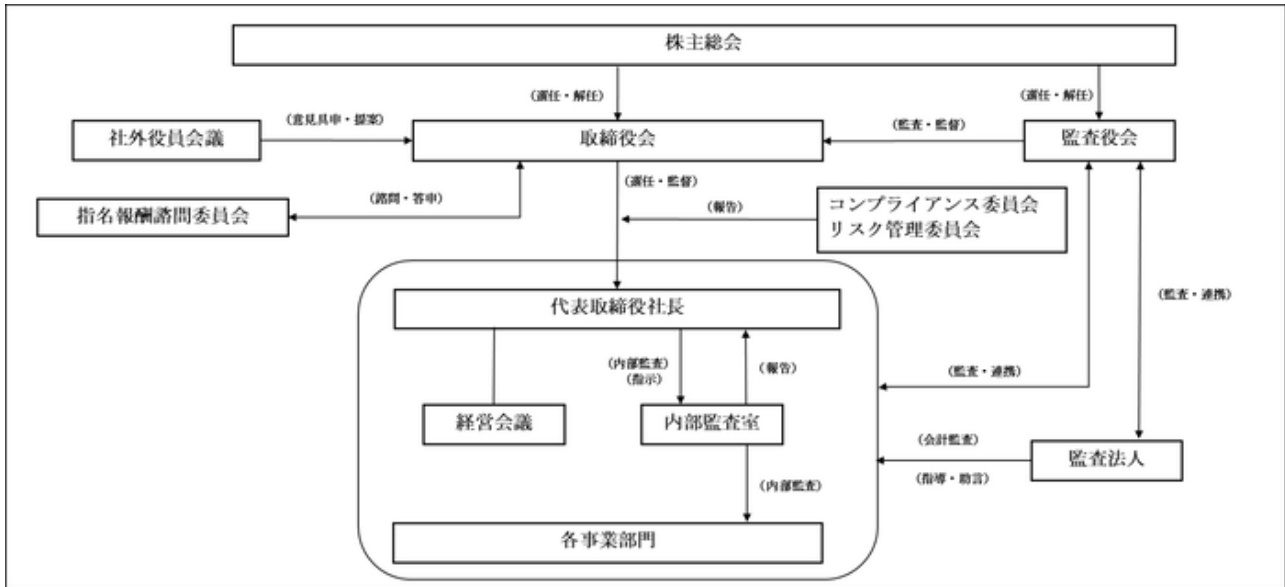 株主総会
(選任・解任)
(選任・解任)
社外役員会議
(意見具申・提案)
取締役会
(監査・監督)
監査役会
(選任・監督)
指名報酬諮問委員会
(諮問・答申)
(報告)
コンプライアンス委員会
リスク管理委員会
代表取締役社長
(監査・連携)
(内部監査)
(指示)
(報告)
(監査・連携)
経営会議
内部監査室
(会計監査)
監査法人
(指導・助言)
(内部監査)
各事業部門